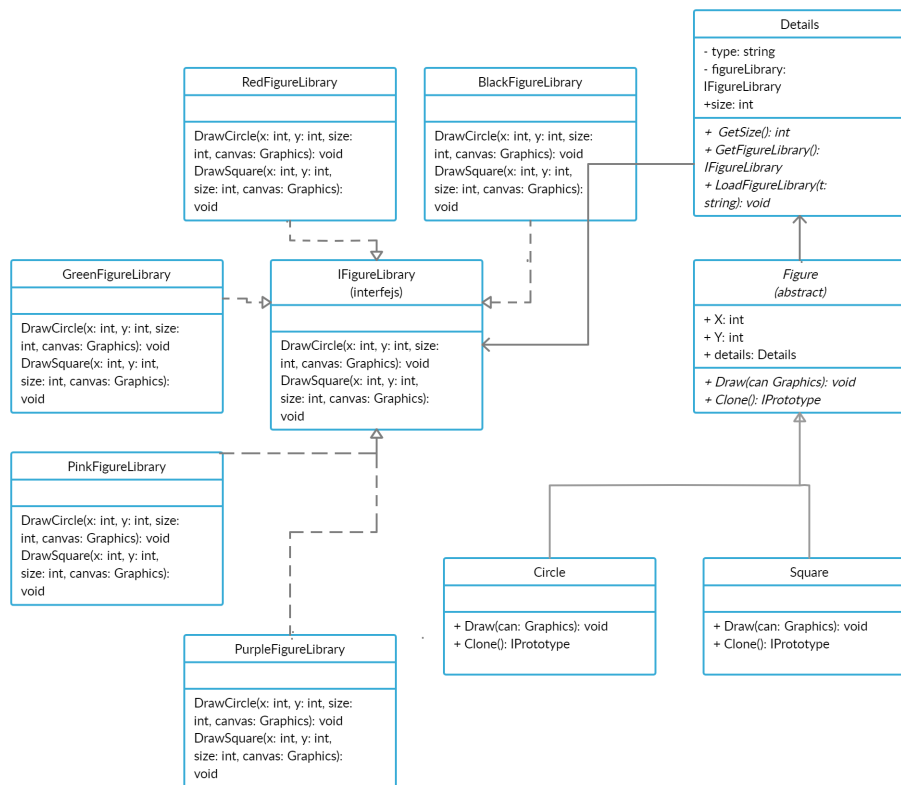 Details
- type: string
- figureLibrary:
IFigureLibrary
+size: int
+ GetSize(): int
+ GetFigureLibrary():
IFigureLibrary
+ LoadFigureLibrary(t:
string): void
RedFigureLibrary
DrawCircle(x: int, y: int, size:
int, canvas: Graphics): void
DrawSquare(x: int, y: int,
size: int, canvas: Graphics):
void
BlackFigureLibrary
DrawCircle(x: int, y: int, size:
int, canvas: Graphics): void
DrawSquare(x: int, y: int,
size: int, canvas: Graphics):
void
GreenFigureLibrary
DrawCircle(x: int, y: int, size:
int, canvas: Graphics): void
DrawSquare(x: int, y: int,
size: int, canvas: Graphics):
void
IFigureLibrary
(interfejs)
DrawCircle(x: int, y: int, size:
int, canvas: Graphics): void
DrawSquare(x: int, y: int,
size: int, canvas: Graphics):
void
Figure
(abstract)
+ X: int
+ Y: int
+ details: Details
+ Draw(can Graphics): void
+ Clone(): IPrototype
PinkFigureLibrary
DrawCircle(x: int, y: int, size:
int, canvas: Graphics): void
DrawSquare(x: int, y: int,
size: int, canvas: Graphics):
void
Circle
+ Draw(can: Graphics): void
+ Clone(): IPrototype
Square
+ Draw(can: Graphics): void
+ Clone(): IPrototype
PurpleFigureLibrary
DrawCircle(x: int, y: int, size:
int, canvas: Graphics): void
DrawSquare(x: int, y: int,
size: int, canvas: Graphics):
void